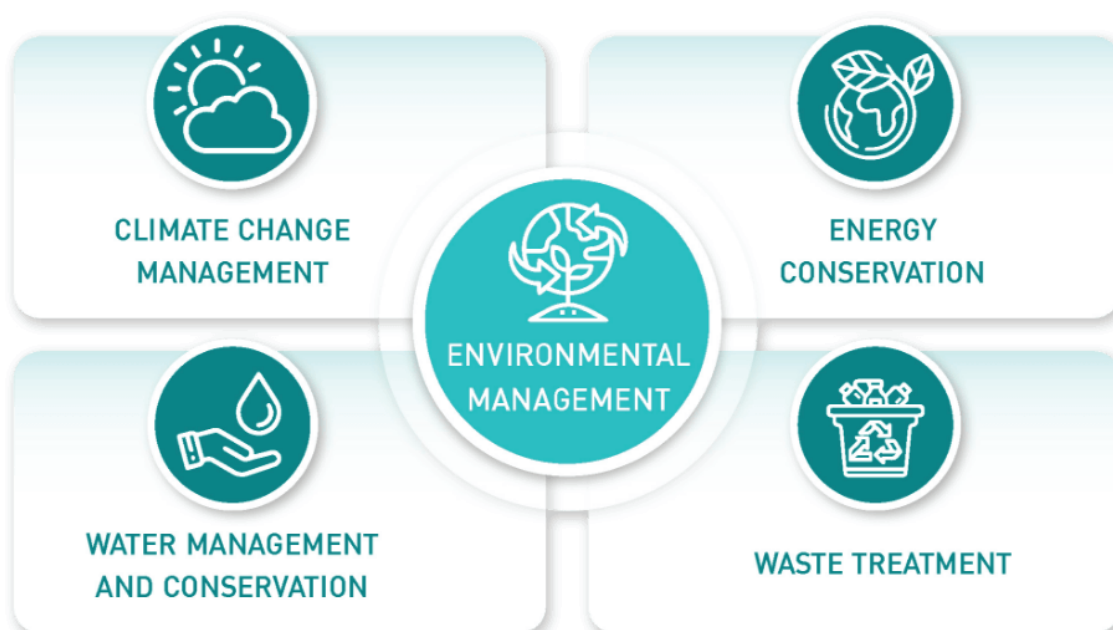 CLIMATE CHANGE
MANAGEMENT
ENERGY
CONSERVATION
ENVIRONMENTAL
MANAGEMENT
WATER MANAGEMENT
AND CONSERVATION
WASTE TREATMENT